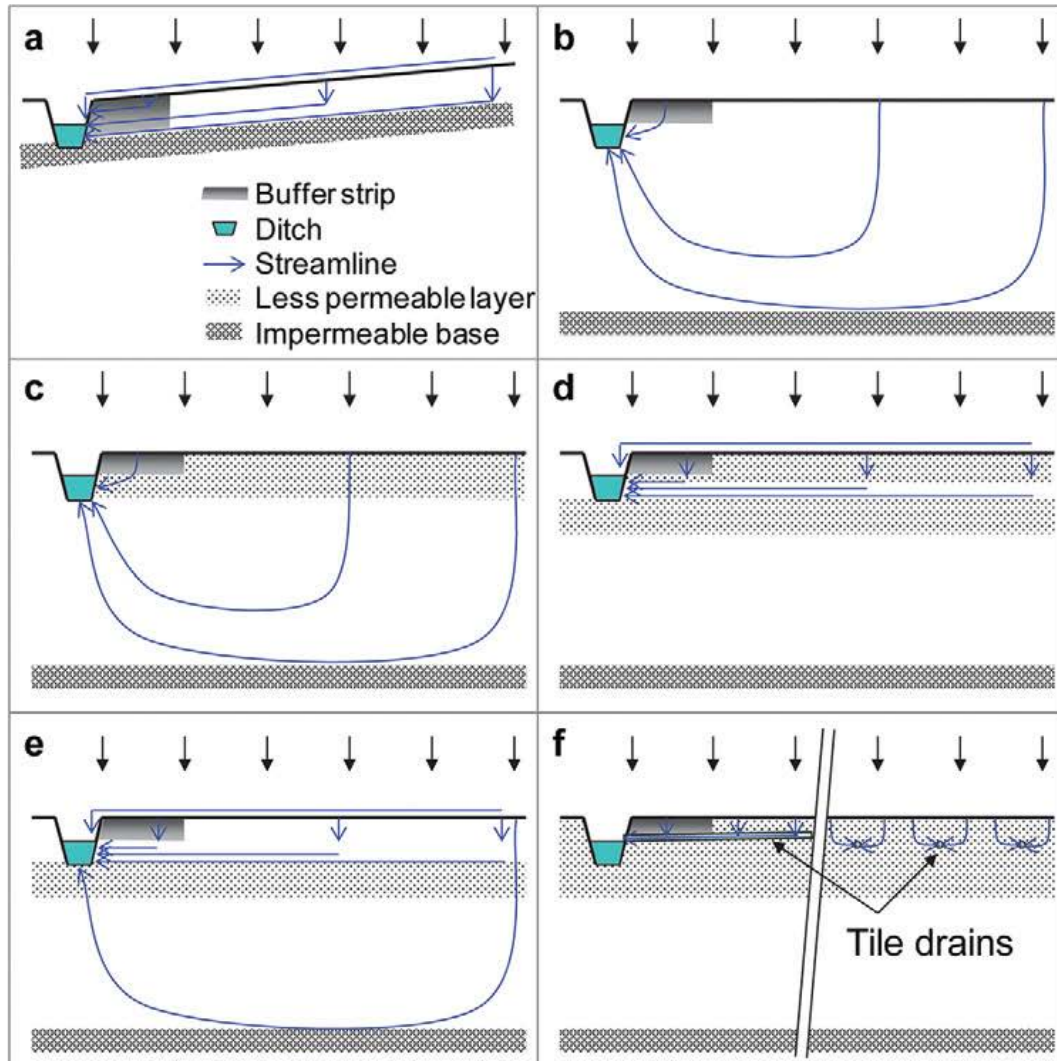 a
b
Buffer strip
Ditch
Streamline
Less permeable layer
Impermeable base
c
d
e
f
Tile drains